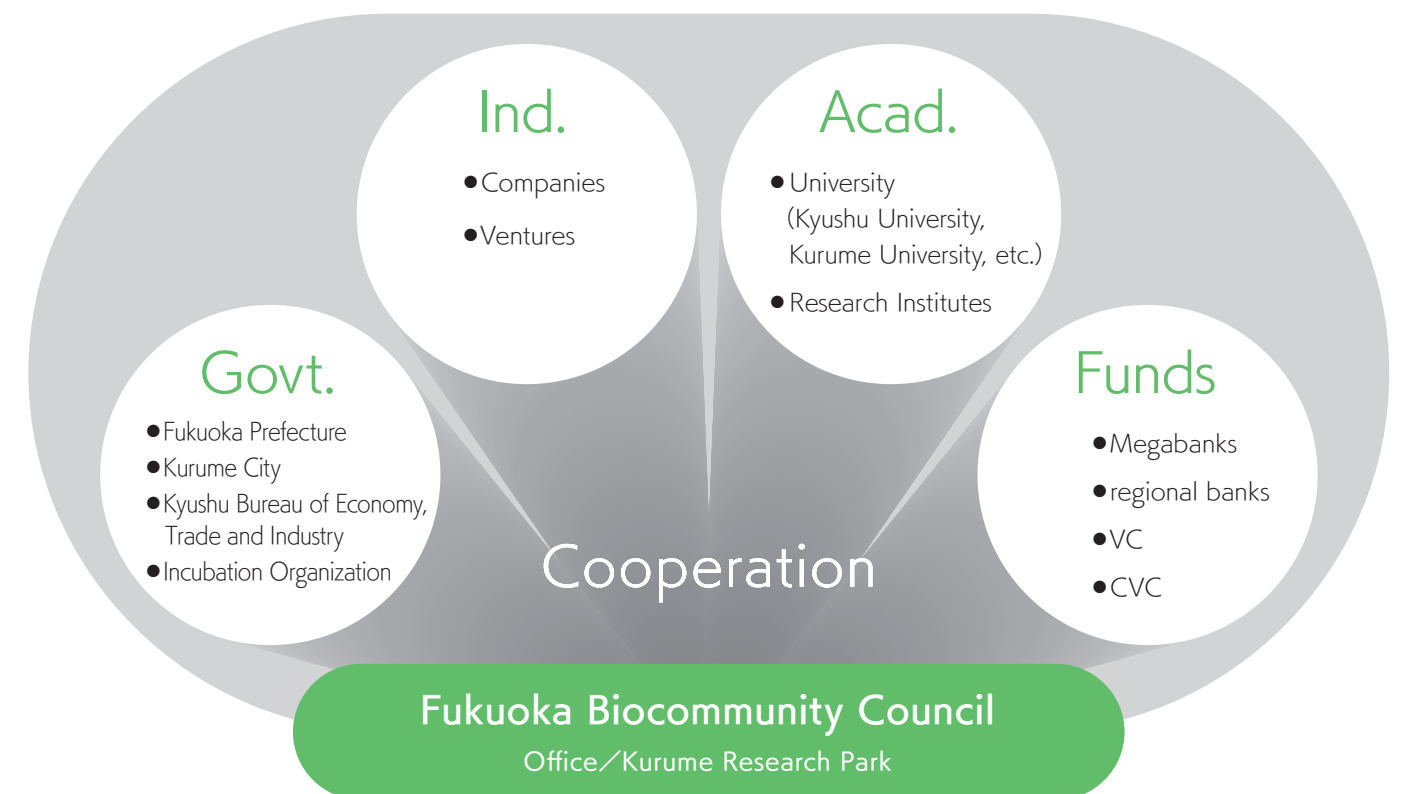 Ind.
●Companies
●Ventures
Acad.
●University
(Kyushu University,
Kurume University, etc.)
●Research Institutes
Govt.
●Fukuoka Prefecture
●Kurume City
●Kyushu Bureau of Economy,
Trade and Industry
●Incubation Organization
Funds
●Megabanks
●regional banks
●VC
●CVC
Cooperation
Fukuoka Biocommunity Council
Office/Kurume Research Park